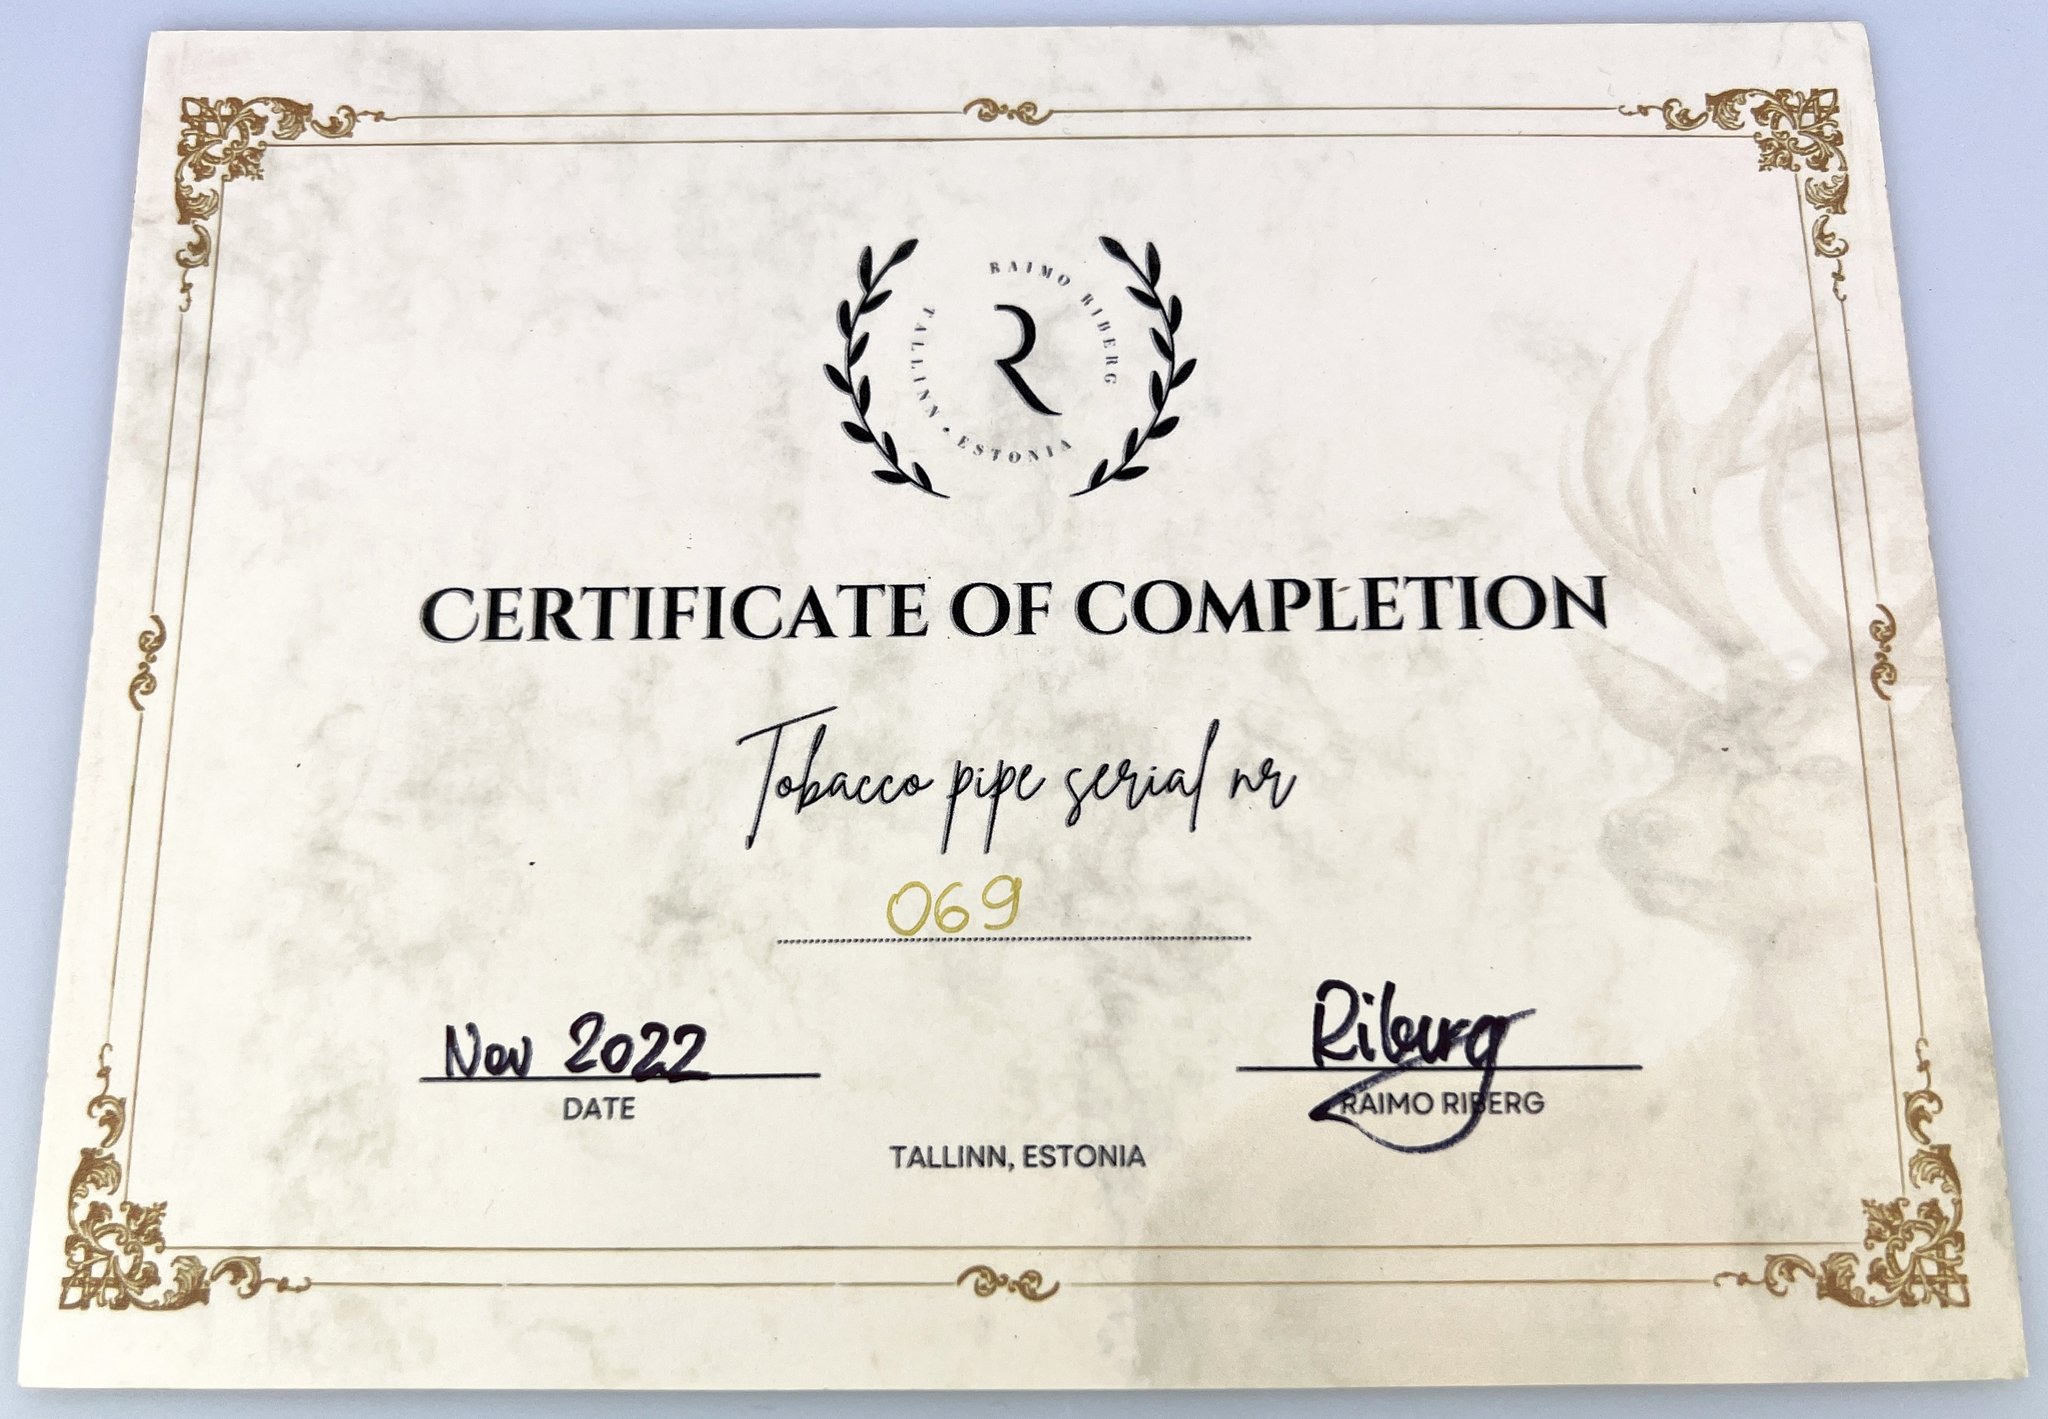 RAIMO RIBERG
R
TALLINN • ESTONIA
CERTIFICATE OF COMPLETION
Tobacco pipe serial nr
069
Nov 2022
Riberg
DATE
RAIMO RIBERG
TALLINN, ESTONIA